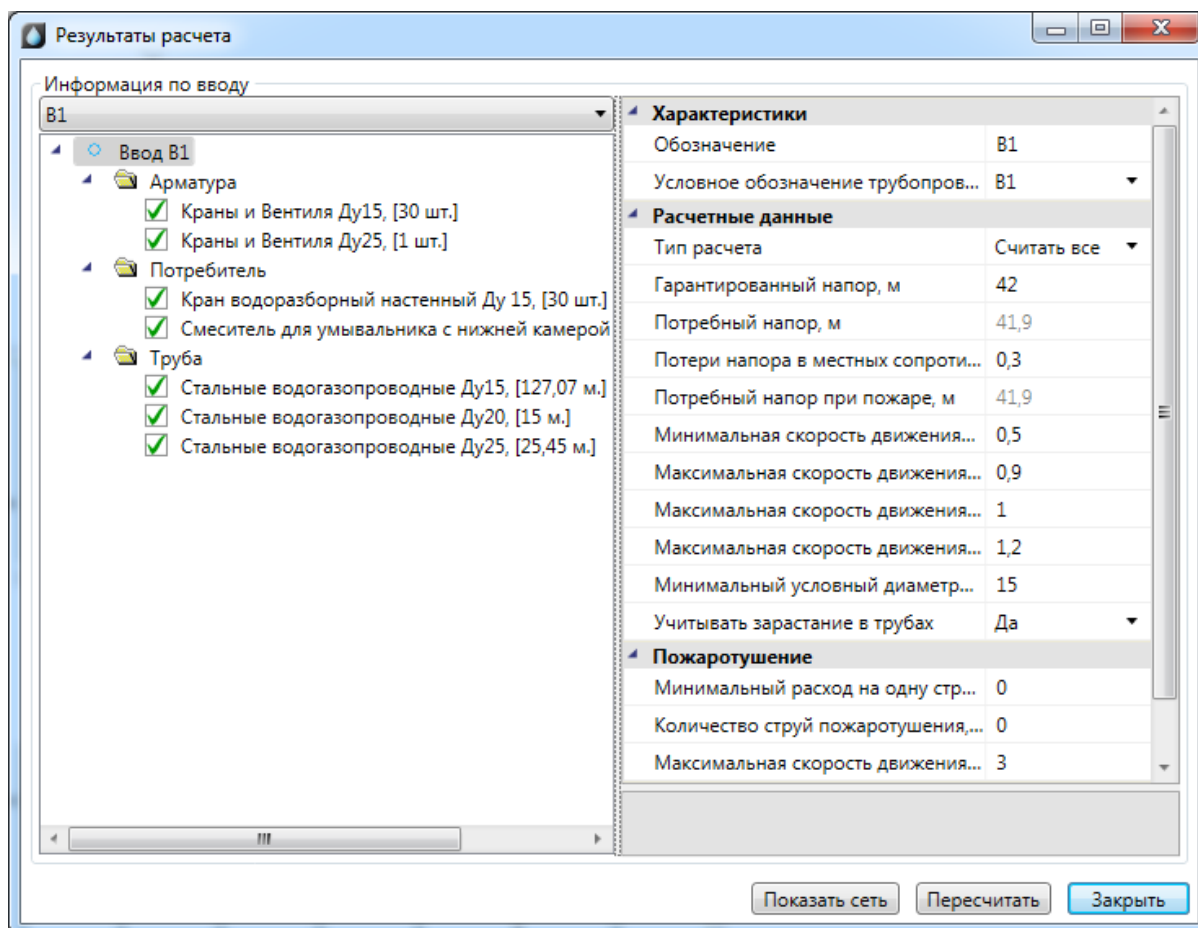 Результаты расчета
Информация по вводу
В1
Ввод В1
Арматура
Краны и Вентиля Ду15, [30 шт.]
Краны и Вентиля Ду25, [1 шт.]
Потребитель
Кран водоразборный настенный Ду 15, [30 шт.]
Смеситель для умывальника с нижней камерой
Труба
Стальные водогазопроводные Ду15, [127,07 м.]
Стальные водогазопроводные Ду20, [15 м.]
Стальные водогазопроводные Ду25, [25,45 м.]
Характеристики
Обозначение В1
Условное обозначение трубопров... В1
Расчетные данные
Тип расчета Считать все
Гарантированный напор, м 42
Потребный напор, м 41,9
Потери напора в местных сопроти... 0,3
Потребный напор при пожаре, м 41,9
Минимальная скорость движения... 0,5
Максимальная скорость движения... 0,9
Максимальная скорость движения... 1
Максимальная скорость движения... 1,2
Минимальный условный диаметр... 15
Учитывать зарастание в трубах Да
Пожаротушение
Минимальный расход на одну стр... 0
Количество струй пожаротушения,... 0
Максимальная скорость движения... 3
Показать сеть Пересчитать Закрыть